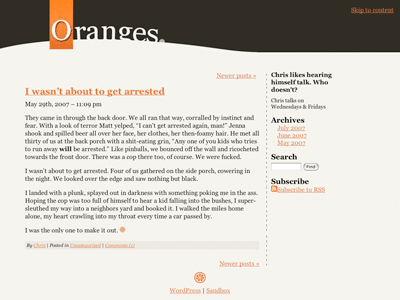 Skip to content
Oranges.
Newer posts »
I wasn't about to get arrested
May 29th, 2007 – 11:09 pm
They came in through the back door. We all ran that way, corralled by instinct and
fear. With a look of terror Matt yelped, "I can't get arrested again, man!" Jenna
shook and spilled beer all over her face, her clothes, her then-foamy hair. He met all
thirty of us at the back porch with a shit-eating grin, "Any one of you kids who tries
to run away will be arrested." Like pinballs, we bounced off the wall and ricocheted
towards the front door. There was a cop there too, of course. We were fucked.
I wasn't about to get arrested. Four of us gathered on the side porch, cowering in
the night. We looked over the edge and saw nothing but black.
I landed with a plunk, splayed out in darkness with something poking me in the ass.
Hoping the cop was too full of himself to hear a kid falling into the bushes, I super-
sleuthed my way into a neighbors yard and booked it. I walked the miles home
alone, my heart crawling into my throat every time a car passed by.
I was the only one to make it out.
By Chris | Posted in Uncategorized | Comments (1)
Newer posts »
Chris likes hearing
himself talk. Who
doesn't?
Chris talks on
Wednesdays & Fridays
Archives
July 2007
June 2007
May 2007
Search
Find
Subscribe
Subscribe to RSS
WordPress | Sandbox